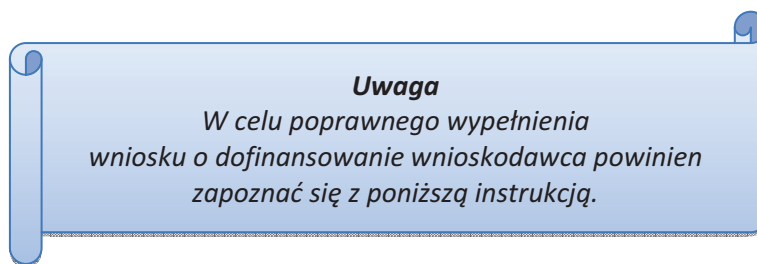 Uwaga
W celu poprawnego wypełnienia
wniosku o dofinansowanie wnioskodawca powinien
zapoznać się z poniższą instrukcją.